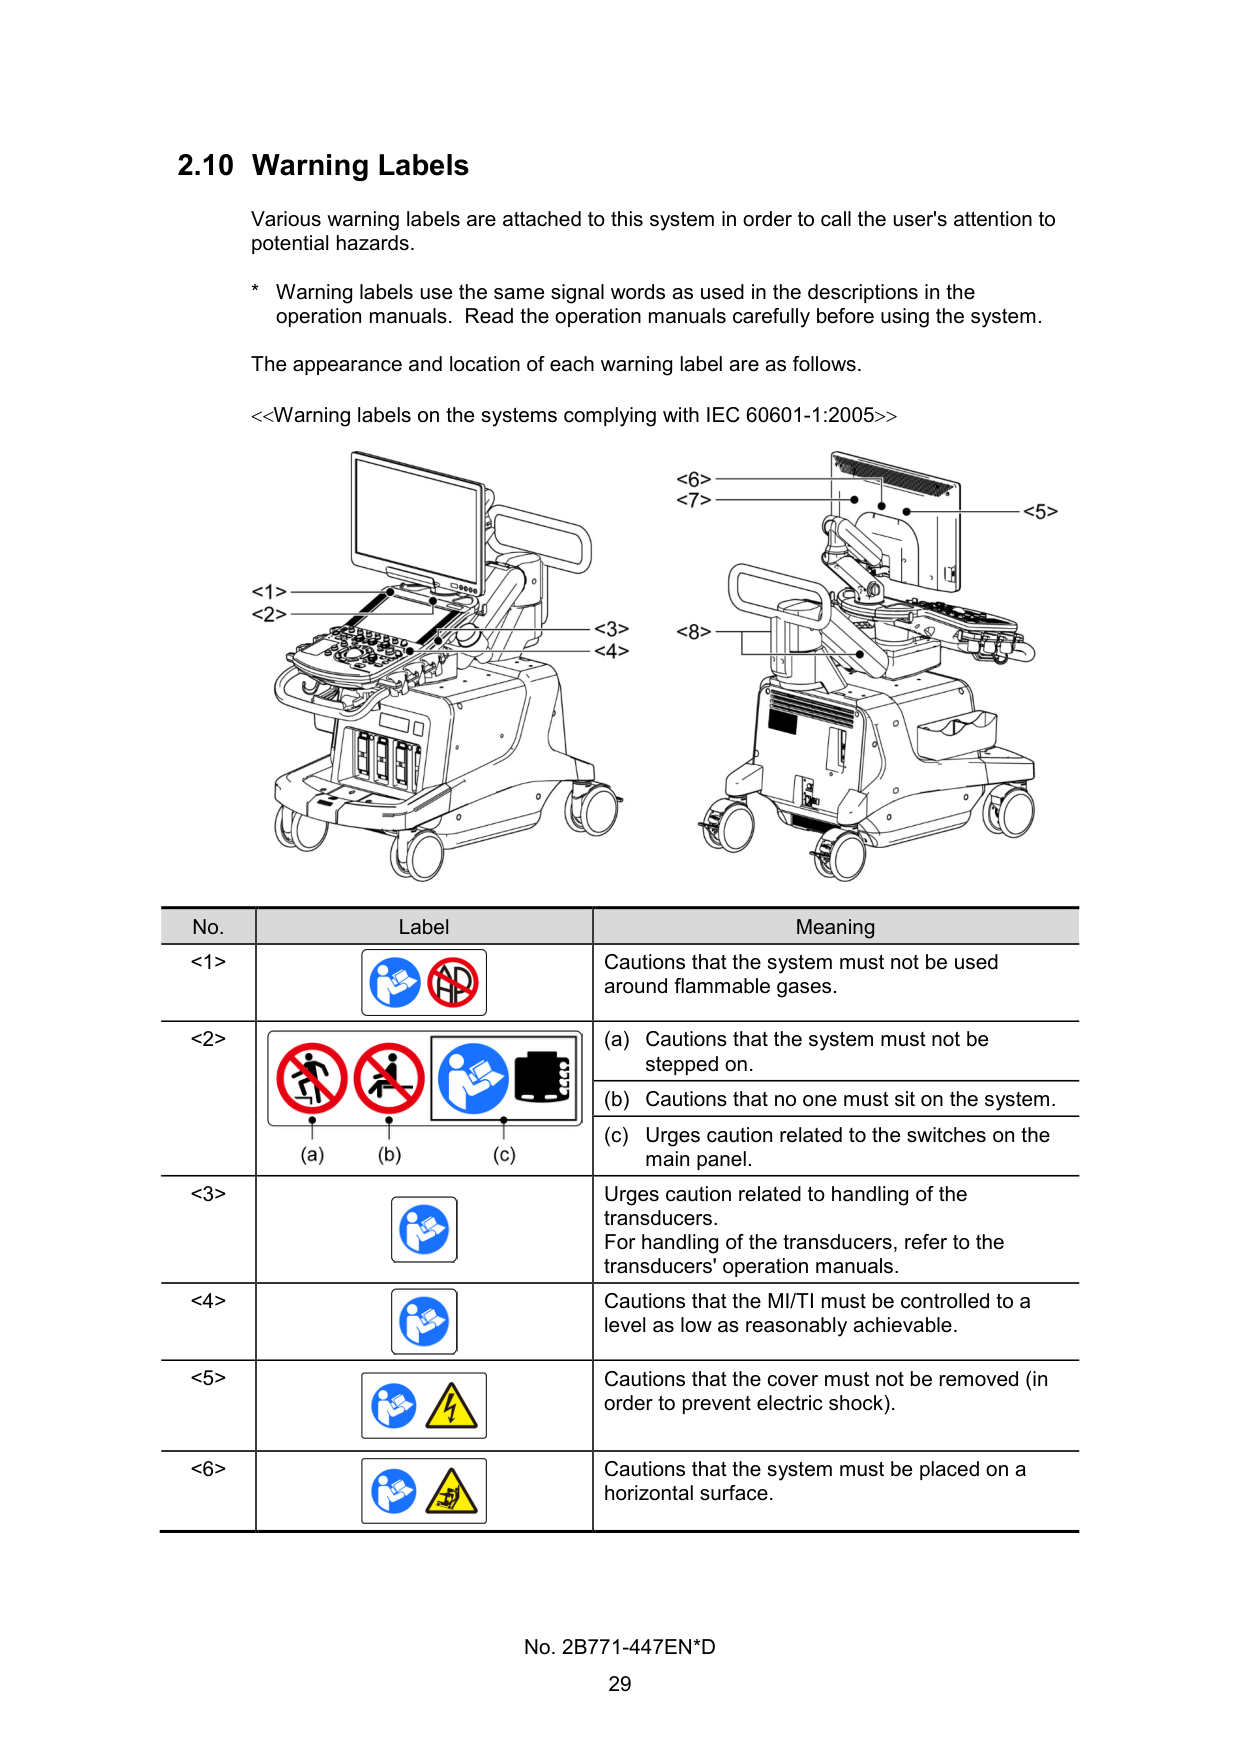 2.10 Warning Labels
Various warning labels are attached to this system in order to call the user's attention to
potential hazards.
* Warning labels use the same signal words as used in the descriptions in the
operation manuals. Read the operation manuals carefully before using the system.
The appearance and location of each warning label are as follows.
<<Warning labels on the systems complying with IEC 60601-1:2005>>
<1>
<2>
<3>
<4>
<6>
<7>
<5>
<8>
No. Label Meaning
<1> Cautions that the system must not be used
around flammable gases.
<2> (a) Cautions that the system must not be
stepped on.
(b) Cautions that no one must sit on the system.
(c) Urges caution related to the switches on the
main panel.
(a) (b) (c)
<3> Urges caution related to handling of the
transducers.
For handling of the transducers, refer to the
transducers' operation manuals.
<4> Cautions that the MI/TI must be controlled to a
level as low as reasonably achievable.
<5> Cautions that the cover must not be removed (in
order to prevent electric shock).
<6> Cautions that the system must be placed on a
horizontal surface.
No. 2B771-447EN*D
29